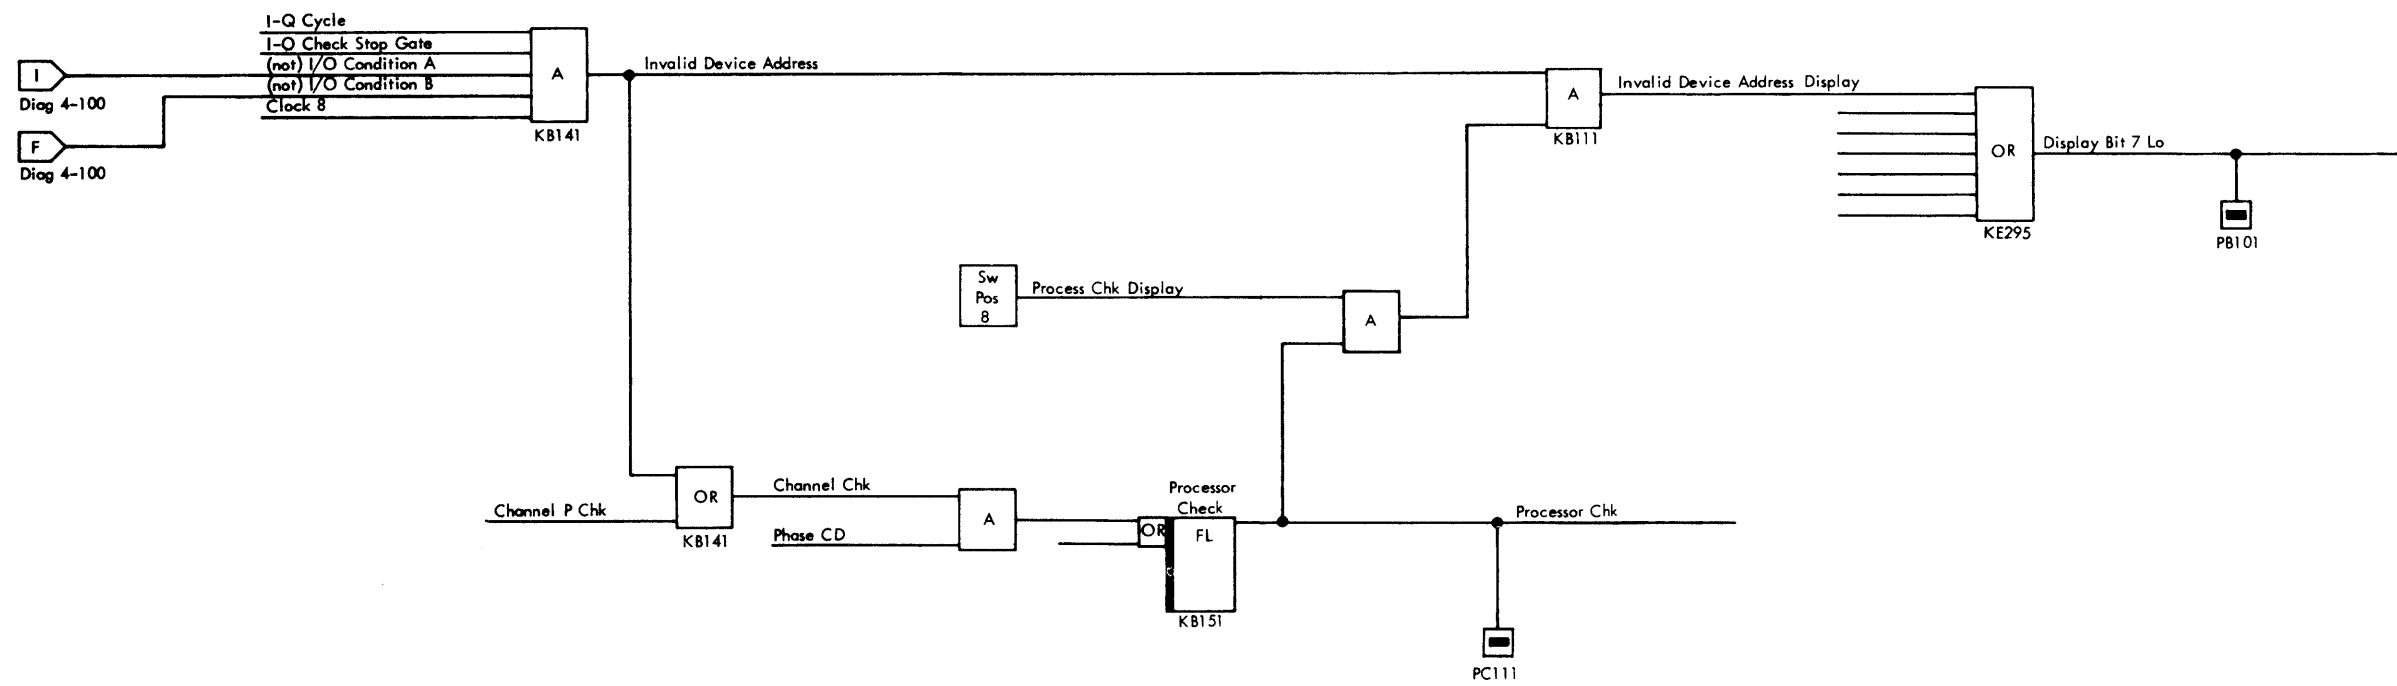 I-Q Cycle
I-O Check Stop Gate
(not) I/O Condition A
(not) I/O Condition B
Clock 8
I
Diag 4-100
F
Diag 4-100
A
KB141
Invalid Device Address
A
KB111
Invalid Device Address Display
OR
KE295
Display Bit 7 Lo
PB101
Sw
Pos
8
Process Chk Display
A
Channel P Chk
OR
KB141
Channel Chk
Phase CD
A
Processor
Check
OR
FL
KB151
Processor Chk
PC111